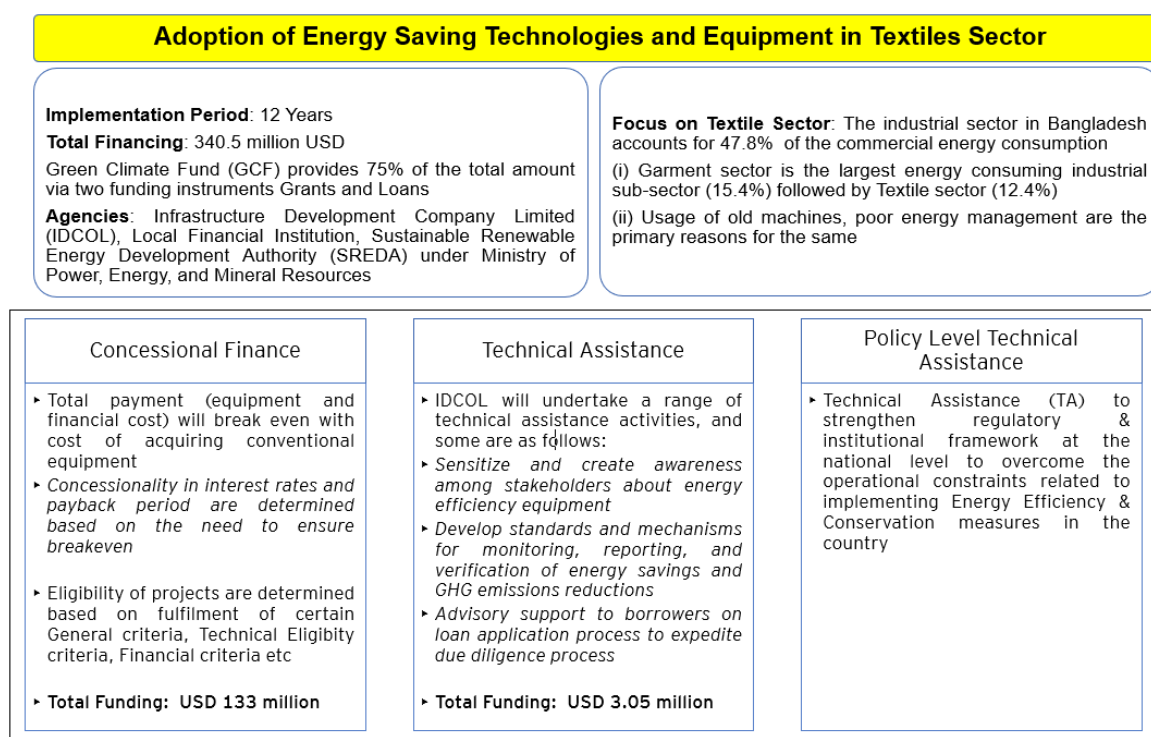 Adoption of Energy Saving Technologies and Equipment in Textiles Sector
Implementation Period: 12 Years
Total Financing: 340.5 million USD
Green Climate Fund (GCF) provides 75% of the total amount
via two funding instruments Grants and Loans
Agencies: Infrastructure Development Company Limited
(IDCOL), Local Financial Institution, Sustainable Renewable
Energy Development Authority (SREDA) under Ministry of
Power, Energy, and Mineral Resources
Focus on Textile Sector: The industrial sector in Bangladesh
accounts for 47.8% of the commercial energy consumption
(i) Garment sector is the largest energy consuming industrial
sub-sector (15.4%) followed by Textile sector (12.4%)
(ii) Usage of old machines, poor energy management are the
primary reasons for the same
Concessional Finance
‣ Total payment (equipment and
financial cost) will break even with
cost of acquiring conventional
equipment
‣ Concessionality in interest rates and
payback period are determined
based on the need to ensure
breakeven
‣ Eligibility of projects are determined
based on fulfilment of certain
General criteria, Technical Eligibity
criteria, Financial criteria etc
‣ Total Funding: USD 133 million
Technical Assistance
‣ IDCOL will undertake a range of
technical assistance activities, and
some are as follows:
‣ Sensitize and create awareness
among stakeholders about energy
efficiency equipment
‣ Develop standards and mechanisms
for monitoring, reporting, and
verification of energy savings and
GHG emissions reductions
‣ Advisory support to borrowers on
loan application process to expedite
due diligence process
‣ Total Funding: USD 3.05 million
Policy Level Technical
Assistance
‣ Technical Assistance (TA) to
strengthen regulatory &
institutional framework at the
national level to overcome the
operational constraints related to
implementing Energy Efficiency &
Conservation measures in the
country